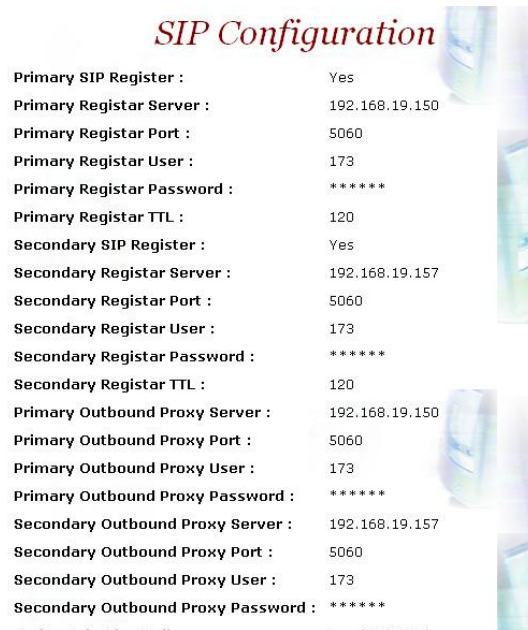 SIP Configuration
Primary SIP Register : Yes
Primary Registar Server : 192.168.19.150
Primary Registar Port : 5060
Primary Registar User : 173
Primary Registar Password : ******
Primary Registar TTL : 120
Secondary SIP Register : Yes
Secondary Registar Server : 192.168.19.157
Secondary Registar Port : 5060
Secondary Registar User : 173
Secondary Registar Password : ******
Secondary Registar TTL : 120
Primary Outbound Proxy Server : 192.168.19.150
Primary Outbound Proxy Port : 5060
Primary Outbound Proxy User : 173
Primary Outbound Proxy Password : ******
Secondary Outbound Proxy Server : 192.168.19.157
Secondary Outbound Proxy Port : 5060
Secondary Outbound Proxy User : 173
Secondary Outbound Proxy Password : ******